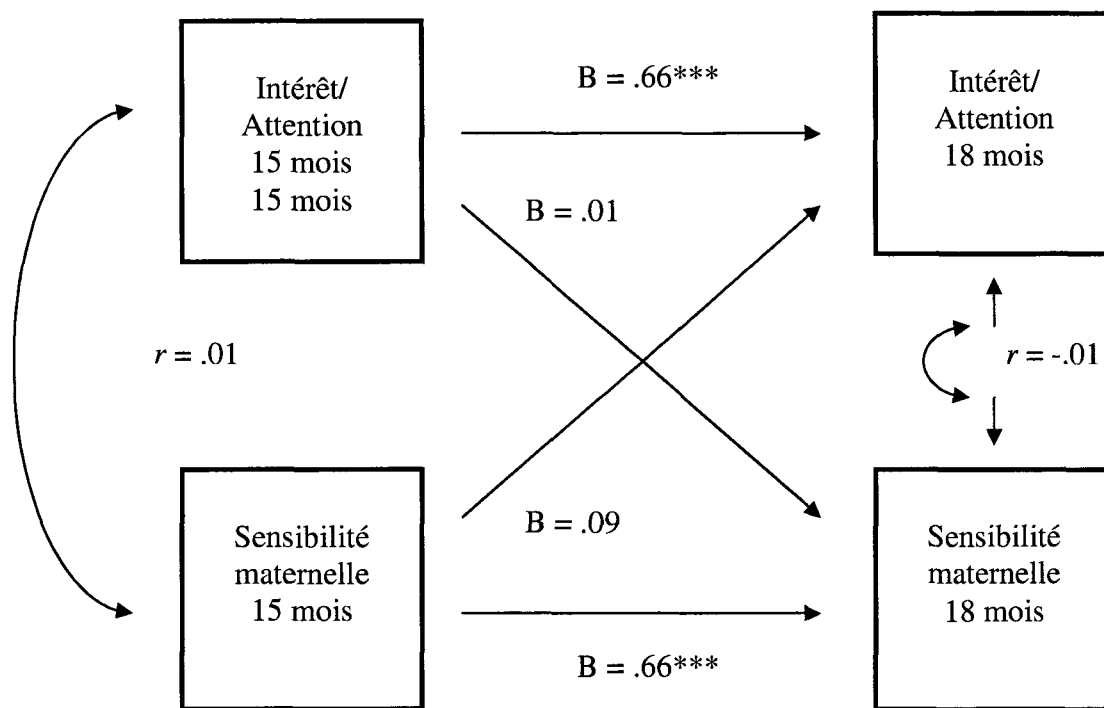 Intérêt/
Attention
15 mois
15 mois
B = .66***
Intérêt/
Attention
18 mois
B = .01
r = .01
r = -.01
Sensibilité
maternelle
15 mois
B = .09
B = .66***
Sensibilité
maternelle
18 mois